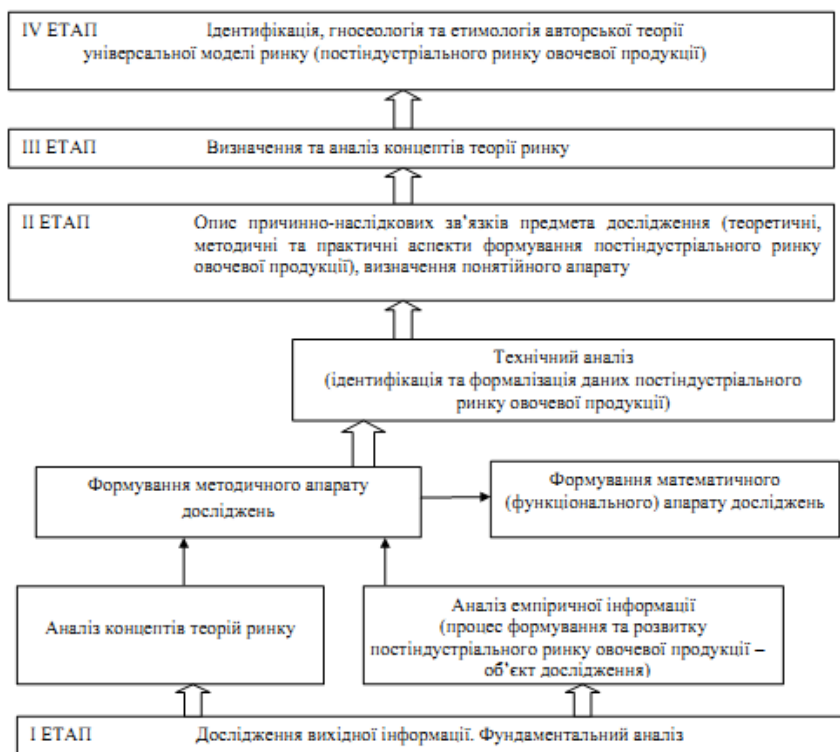 IV ЕТАП Ідентифікація, гносеологія та етимологія авторської теорії
універсальної моделі ринку (постіндустріального ринку овочевої продукції)
III ЕТАП Визначення та аналіз концептів теорії ринку
II ЕТАП Опис причинно-наслідкових зв’язків предмета дослідження (теоретичні,
методичні та практичні аспекти формування постіндустріального ринку
овочевої продукції), визначення понятійного апарату
Технічний аналіз
(ідентифікація та формалізація даних постіндустріального
ринку овочевої продукції)
Формування методичного апарату
досліджень
Формування математичного
(функціонального) апарату досліджень
Аналіз концептів теорій ринку
Аналіз емпіричної інформації
(процес формування та розвитку
постіндустріального ринку овочевої продукції –
об’єкт дослідження)
I ЕТАП Дослідження вихідної інформації. Фундаментальний аналіз